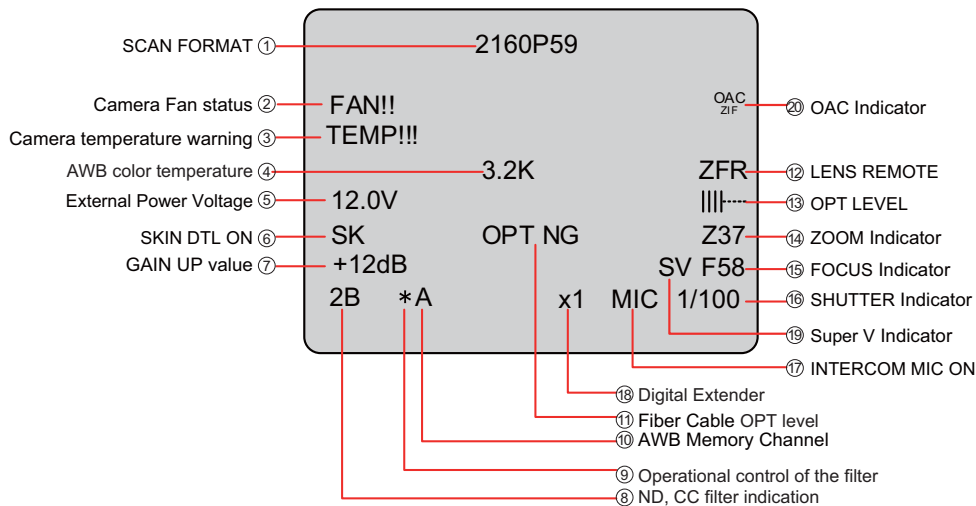 SCAN FORMAT ① 2160P59
Camera Fan status ② FAN!! OAC ⑳ OAC Indicator
ZIF
Camera temperature warning ③ TEMP!!!
AWB color temperature ④ 3.2K ZFR ⑫ LENS REMOTE
External Power Voltage ⑤ 12.0V ||||----- ⑬ OPT LEVEL
SKIN DTL ON ⑥ SK OPT NG Z37 ⑭ ZOOM Indicator
GAIN UP value ⑦ +12dB SV F58 ⑮ FOCUS Indicator
2B *A x1 MIC 1/100 ⑯ SHUTTER Indicator
⑲ Super V Indicator
⑰ INTERCOM MIC ON
⑱ Digital Extender
⑪ Fiber Cable OPT level
⑩ AWB Memory Channel
⑨ Operational control of the filter
⑧ ND, CC filter indication